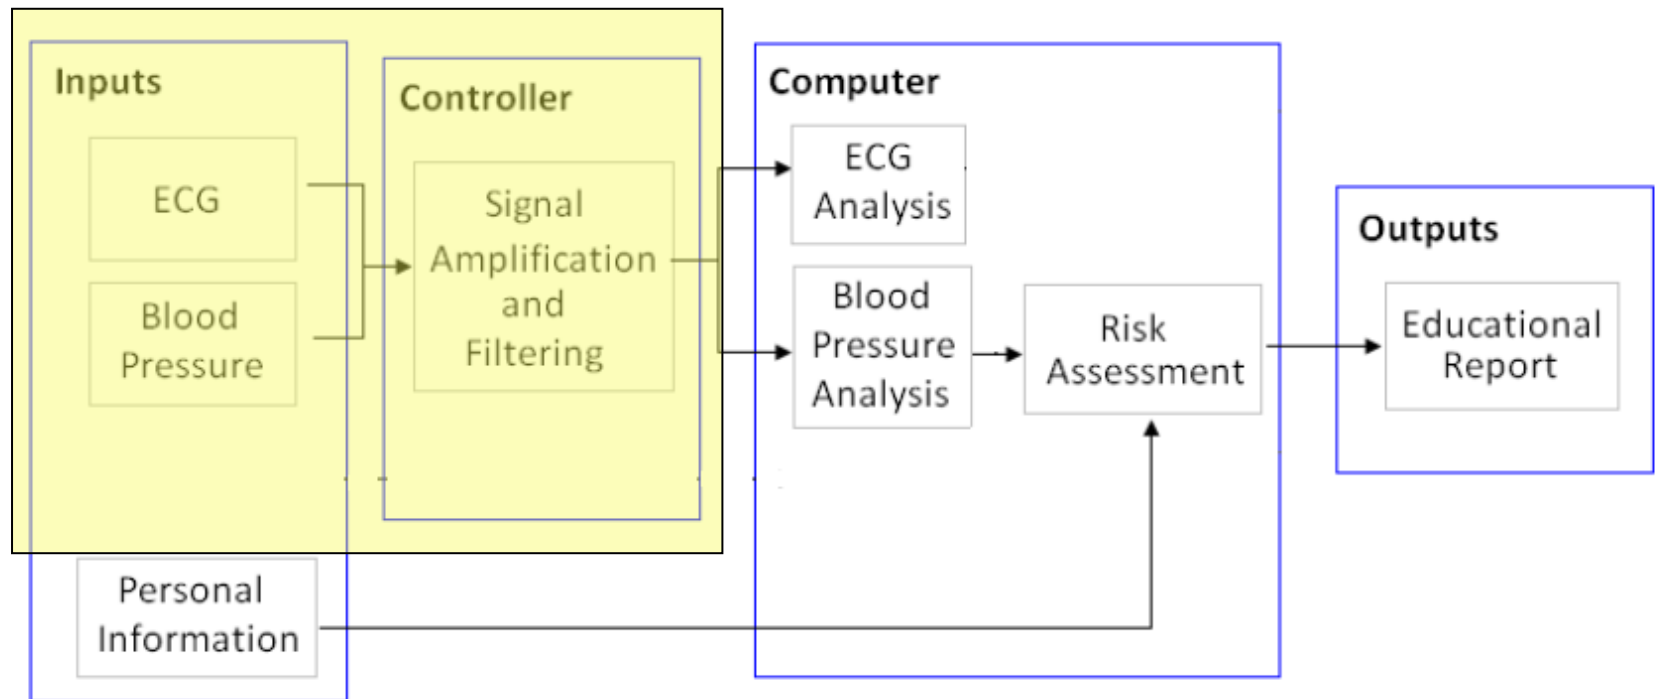 Inputs
ECG
Blood
Pressure
Personal
Information
Controller
Signal
Amplification
and
Filtering
Computer
ECG
Analysis
Blood
Pressure
Analysis
Risk
Assessment
Outputs
Educational
Report